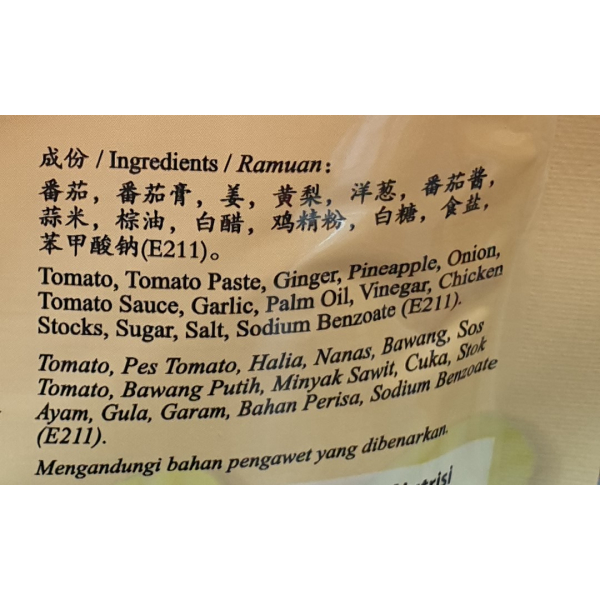 成份 / Ingredients / Ramuan:
番茄, 番茄膏, 姜, 黄梨, 洋葱, 番茄酱,
蒜米, 棕油, 白醋, 鸡精粉, 白糖, 食盐,
苯甲酸钠(E211)。
Tomato, Tomato Paste, Ginger, Pineapple, Onion,
Tomato Sauce, Garlic, Palm Oil, Vinegar, Chicken
Stocks, Sugar, Salt, Sodium Benzoate (E211).
Tomato, Pes Tomato, Halia, Nanas, Bawang, Sos
Tomato, Bawang Putih, Minyak Sawit, Cuka, Stok
Ayam, Gula, Garam, Bahan Perisa, Sodium Benzoate
(E211).
Mengandungi bahan pengawet yang dibenarkan.